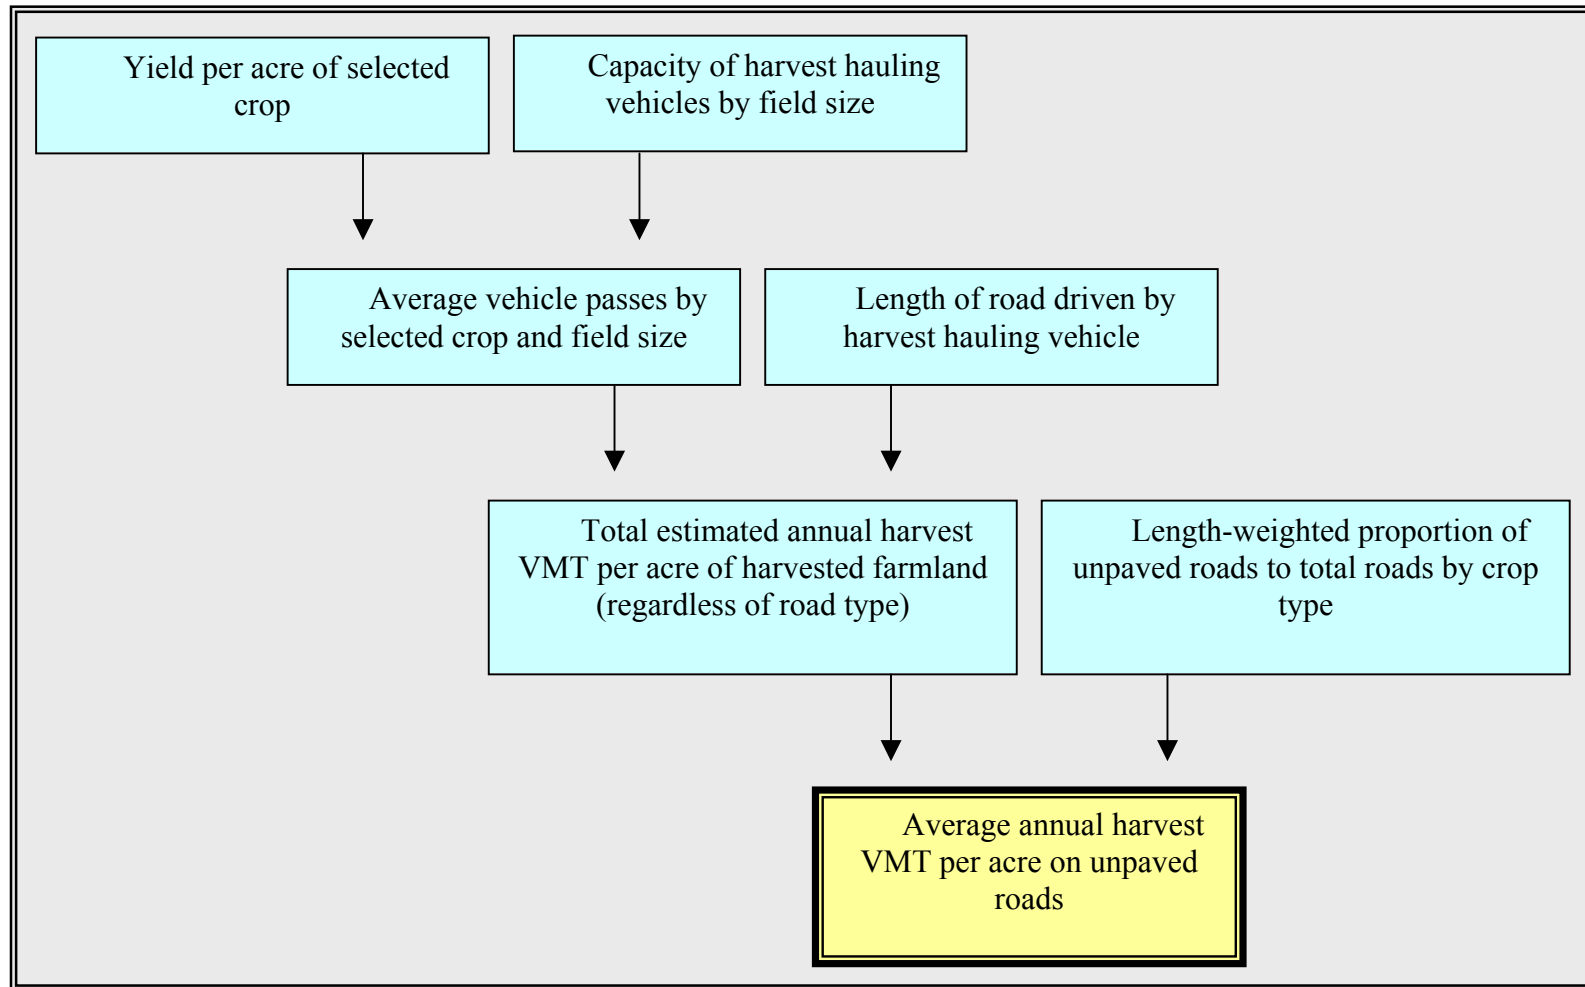 Yield per acre of selected
crop
Capacity of harvest hauling
vehicles by field size
Average vehicle passes by
selected crop and field size
Length of road driven by
harvest hauling vehicle
Total estimated annual harvest
VMT per acre of harvested farmland
(regardless of road type)
Length-weighted proportion of
unpaved roads to total roads by crop
type
Average annual harvest
VMT per acre on unpaved
roads